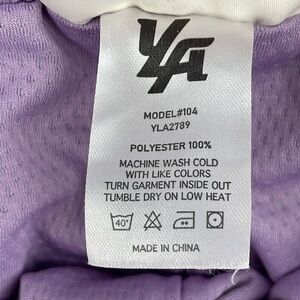 YLA
MODEL#104
YLA2789
POLYESTER 100%
MACHINE WASH COLD
WITH LIKE COLORS
TURN GARMENT INSIDE OUT
TUMBLE DRY ON LOW HEAT
40°
MADE IN CHINA